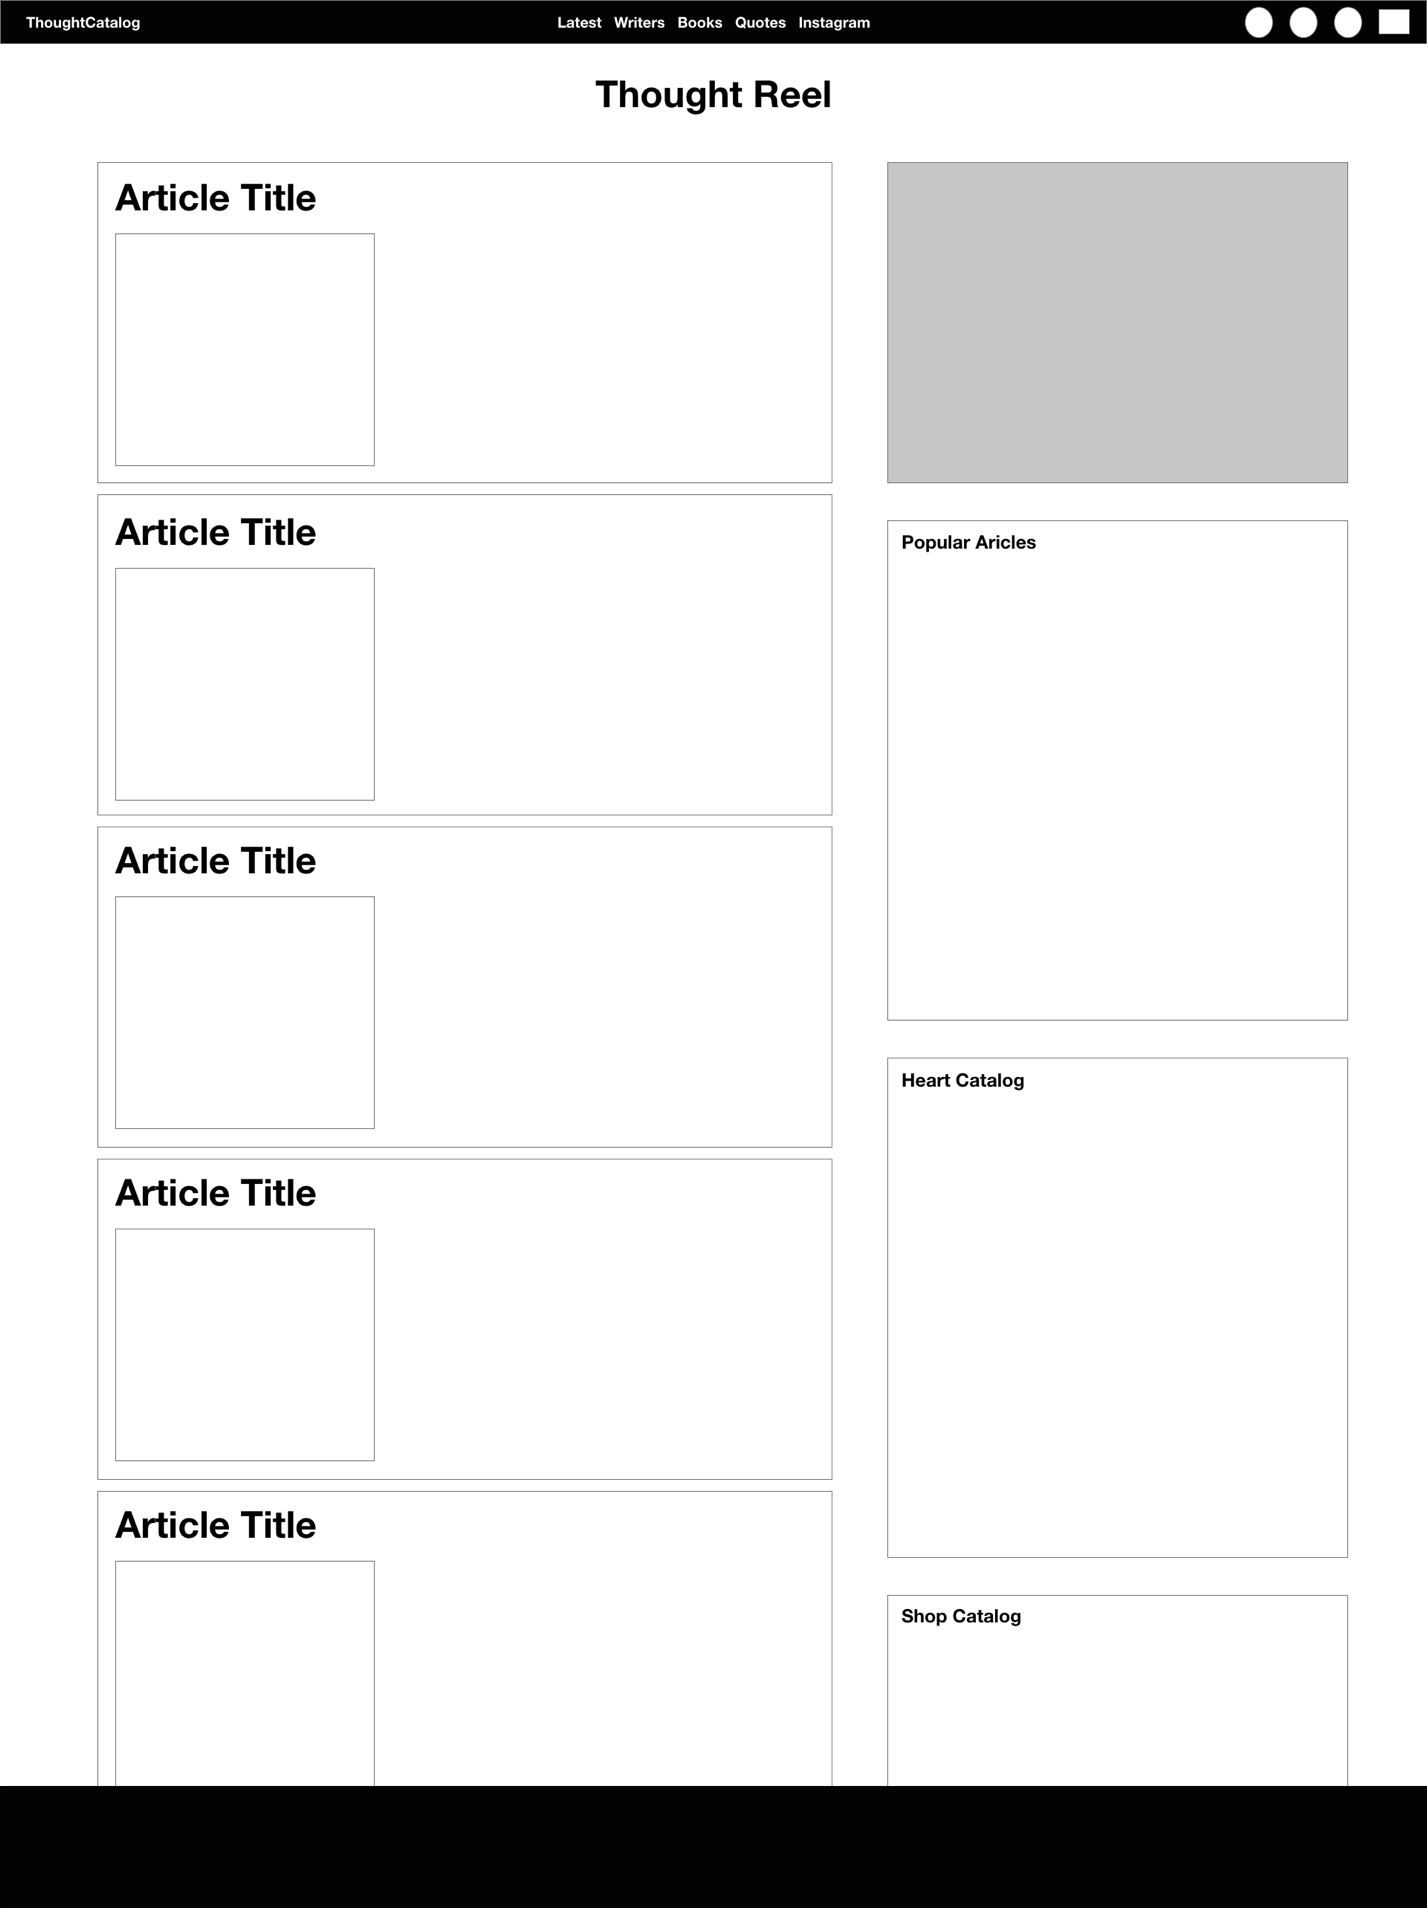 ThoughtCatalog
Latest Writers Books Quotes Instagram
Thought Reel
Article Title
Article Title
Article Title
Article Title
Article Title
Popular Aricles
Heart Catalog
Shop Catalog